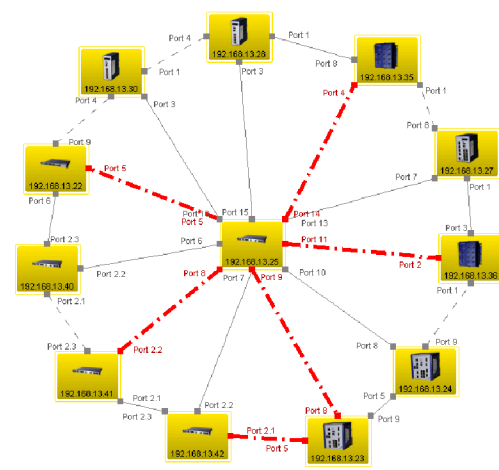 Port 4
Port 1
192.168.13.28
Port 3
Port 8
192.168.13.35
Port 1
192.168.13.30
Port 4
Port 3
Port 4
Port 1
Port 9
Port 6
192.168.13.27
192.168.13.22
Port 5
Port 7
Port 1
Port 6
Port 15
Port 14
Port 5
Port 13
Port 2.3
Port 6
Port 11
Port 3
192.168.13.40
Port 2.2
192.168.13.25
Port 2
192.168.13.36
Port 2.1
Port 8
Port 7
Port 9
Port 10
Port 1
Port 2.3
Port 2.2
Port 8
Port 9
192.168.13.41
192.168.13.24
Port 2.1
Port 5
Port 2.3
Port 2.2
Port 8
Port 9
Port 2.1
Port 5
192.168.13.42
192.168.13.23